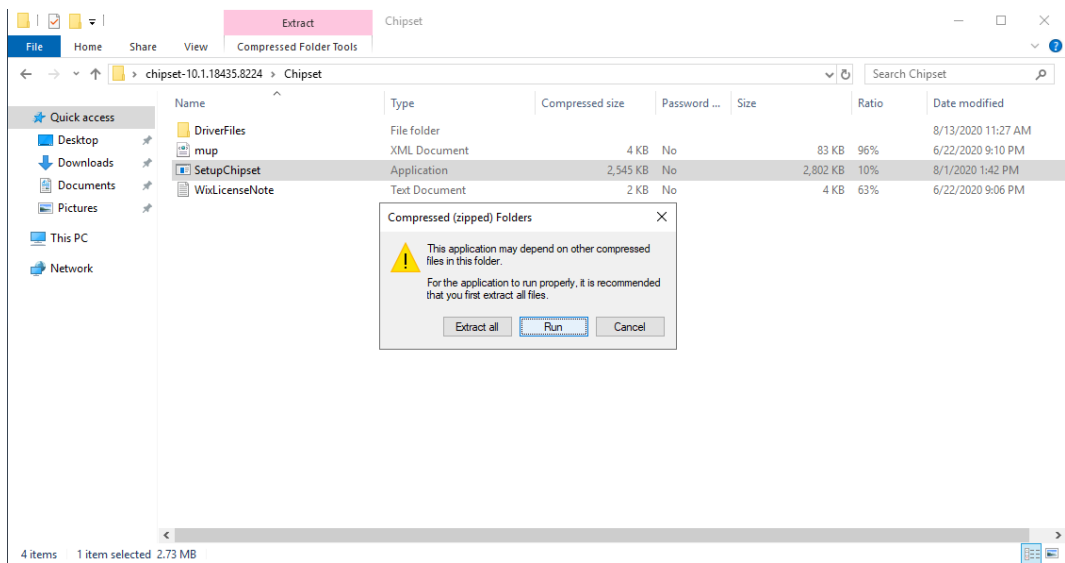 Extract
Chipset
File
Home
Share
View
Compressed Folder Tools
chipset-10.1.18435.8224 > Chipset
Search Chipset
Name
Type
Compressed size
Password ...
Size
Ratio
Date modified
Quick access
Desktop
Downloads
Documents
Pictures
This PC
Network
DriverFiles File folder 8/13/2020 11:27 AM
mup XML Document 4 KB No 83 KB 96% 6/22/2020 9:10 PM
SetupChipset Application 2,545 KB No 2,802 KB 10% 8/1/2020 1:42 PM
WixLicenseNote Text Document 2 KB No 4 KB 63% 6/22/2020 9:06 PM
Compressed (zipped) Folders
This application may depend on other compressed
files in this folder.
For the application to run properly, it is recommended
that you first extract all files.
Extract all
Run
Cancel
4 items 1 item selected 2.73 MB